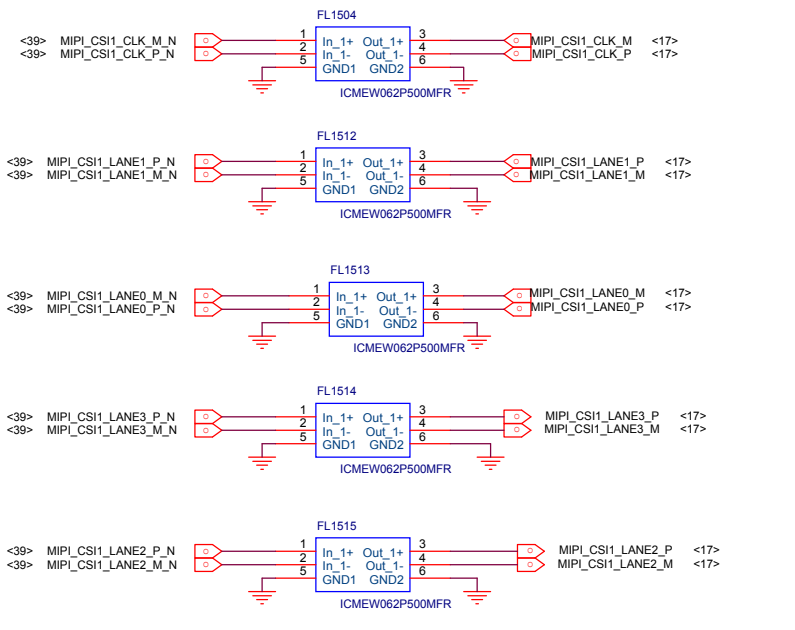 FL1504
<39> MIPI_CSI1_CLK_M_N 1 In_1+ Out_1+ 3 MIPI_CSI1_CLK_M <17>
<39> MIPI_CSI1_CLK_P_N 2 In_1- Out_1- 4 MIPI_CSI1_CLK_P <17>
5 GND1 GND2 6
ICMEW062P500MFR
FL1512
<39> MIPI_CSI1_LANE1_P_N 1 In_1+ Out_1+ 3 MIPI_CSI1_LANE1_P <17>
<39> MIPI_CSI1_LANE1_M_N 2 In_1- Out_1- 4 MIPI_CSI1_LANE1_M <17>
5 GND1 GND2 6
ICMEW062P500MFR
FL1513
<39> MIPI_CSI1_LANE0_M_N 1 In_1+ Out_1+ 3 MIPI_CSI1_LANE0_M <17>
<39> MIPI_CSI1_LANE0_P_N 2 In_1- Out_1- 4 MIPI_CSI1_LANE0_P <17>
5 GND1 GND2 6
ICMEW062P500MFR
FL1514
<39> MIPI_CSI1_LANE3_P_N 1 In_1+ Out_1+ 3 MIPI_CSI1_LANE3_P <17>
<39> MIPI_CSI1_LANE3_M_N 2 In_1- Out_1- 4 MIPI_CSI1_LANE3_M <17>
5 GND1 GND2 6
ICMEW062P500MFR
FL1515
<39> MIPI_CSI1_LANE2_P_N 1 In_1+ Out_1+ 3 MIPI_CSI1_LANE2_P <17>
<39> MIPI_CSI1_LANE2_M_N 2 In_1- Out_1- 4 MIPI_CSI1_LANE2_M <17>
5 GND1 GND2 6
ICMEW062P500MFR